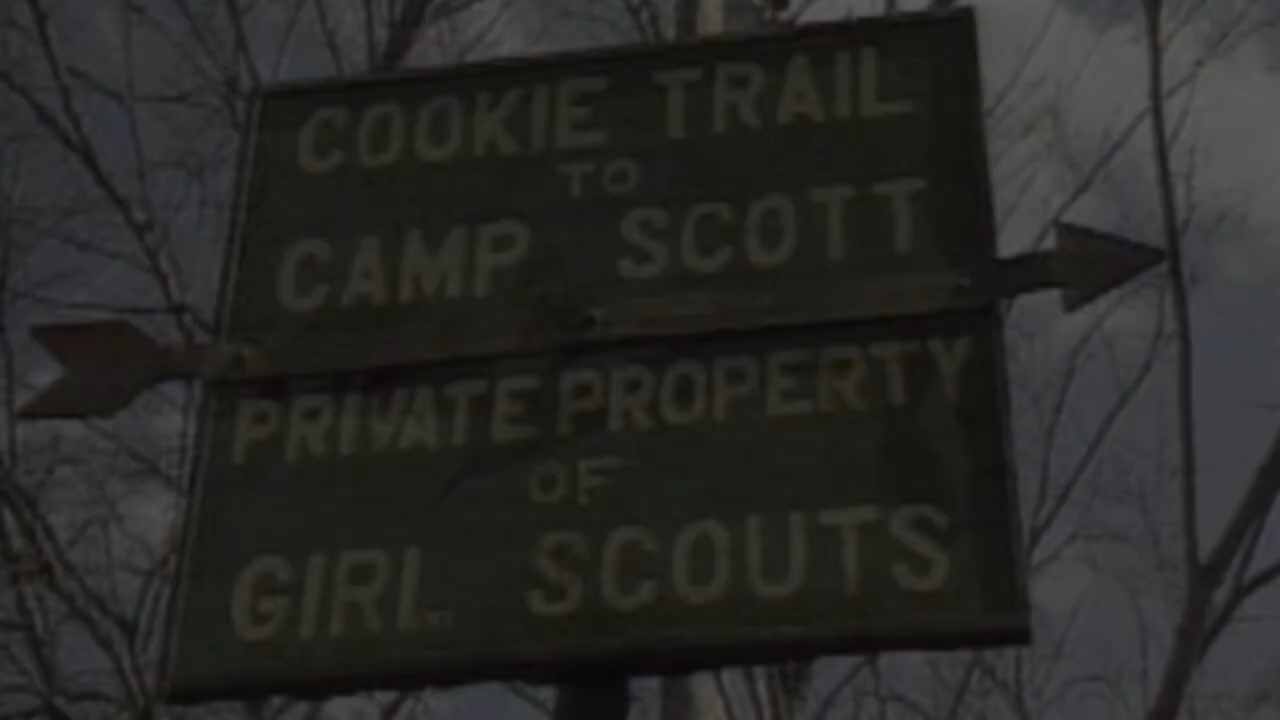 COOKIE TRAIL
TO
CAMP SCOTT
PRIVATE PROPERTY
OF
GIRL SCOUTS